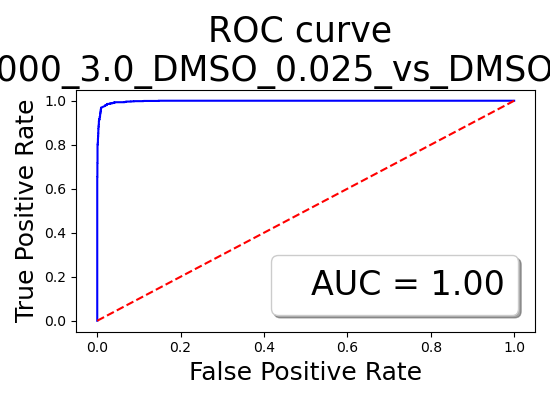 ROC curve
000_3.0_DMSO_0.025_vs_DMSO
True Positive Rate
1.0
0.8
0.6
0.4
0.2
0.0
AUC = 1.00
0.0 0.2 0.4 0.6 0.8 1.0
False Positive Rate